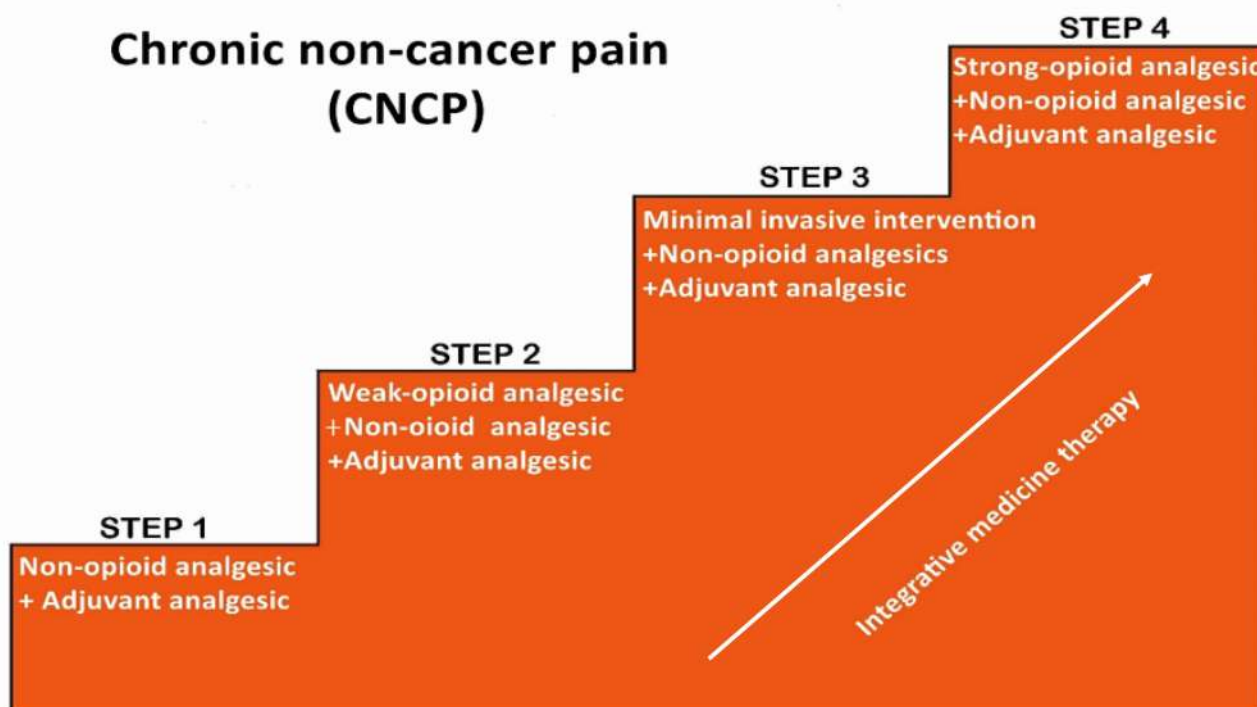 Chronic non-cancer pain
(CNCP)
STEP 1
Non-opioid analgesic
+ Adjuvant analgesic
STEP 2
Weak-opioid analgesic
+Non-oioid analgesic
+Adjuvant analgesic
STEP 3
Minimal invasive intervention
+Non-opioid analgesics
+Adjuvant analgesic
STEP 4
Strong-opioid analgesic
+Non-opioid analgesic
+Adjuvant analgesic
Integrative medicine therapy